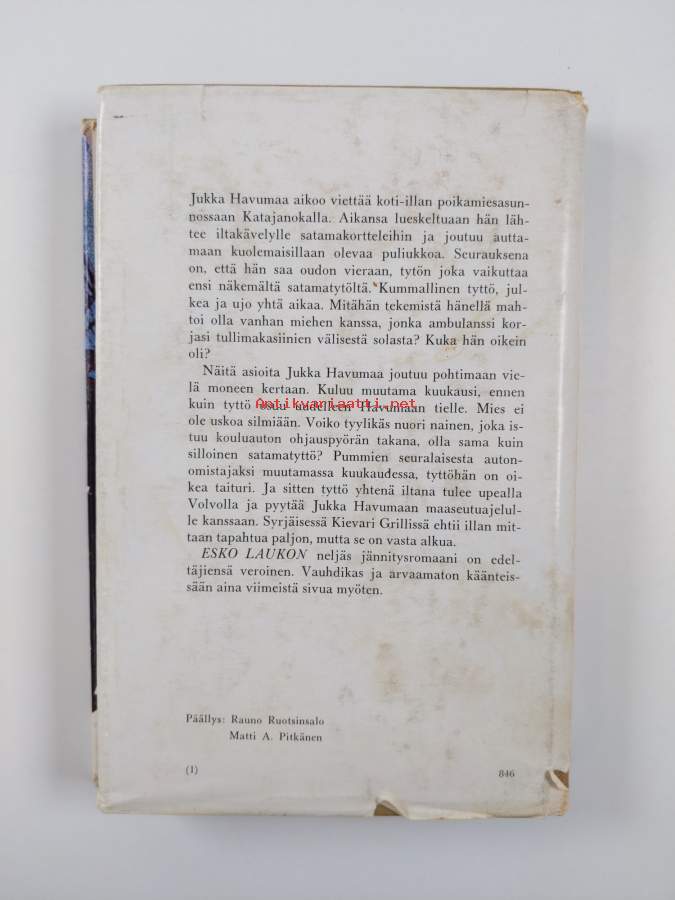 Jukka Havumaa aikoo viettää koti-illan poikamiesasun-
nossaan Katajanokalla. Aikansa lueskeltuaan hän läh-
tee iltakävelylle satamakortteleihin ja joutuu autta-
maan kuolemaisillaan olevaa puliukkoa. Seurauksena
on, että hän saa oudon vieraan, tytön joka vaikuttaa
ensi näkemältä satamatytöltä. Kummallinen tyttö, jul-
kea ja ujo yhtä aikaa. Mitähän tekemistä hänellä mah-
toi olla vanhan miehen kanssa, jonka ambulanssi kor-
jasi tullimakasiinien välisestä solasta? Kuka hän oikein
oli?
Näitä asioita Jukka Havumaa joutuu pohtimaan vie-
lä moneen kertaan. Kuluu muutama kuukausi, ennen
kuin tyttö osuu uudelleen Havumaan tielle. Mies ei
Antikvariaatti.net
ole uskoa silmiään. Voiko tyylikäs nuori nainen, joka is-
tuu kouluauton ohjauspyörän takana, olla sama kuin
silloinen satamatyttö? Pummien seuralaisesta auton-
omistajaksi muutamassa kuukaudessa, tyttöhän on oi-
kea taituri. Ja sitten tyttö yhtenä iltana tulee upealla
Volvolla ja pyytää Jukka Havumaan maaseutuajelul-
le kanssaan. Syrjäisessä Kievari Grillissä ehtii illan mit-
taan tapahtua paljon, mutta se on vasta alkua.
ESKO LAUKON neljäs jännitysromaani on edel-
täjiensä veroinen. Vauhdikas ja arvaamaton käänteis-
sään aina viimeistä sivua myöten.
Päällys: Rauno Ruotsinsalo
Matti A. Pitkänen
(1)
846